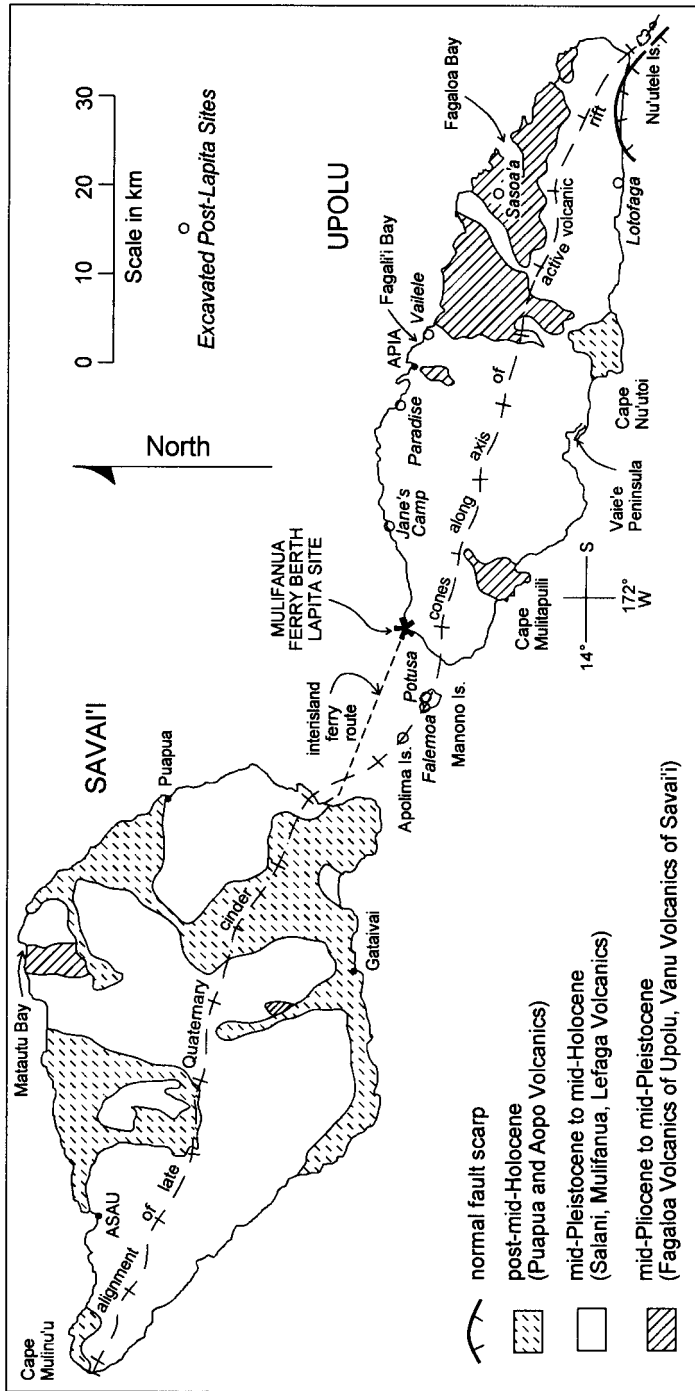 Cape
Mulinu'u
ASAU
Matautu Bay
SAVAI'I
Puapua
Gataivai
alignment of late Quaternary cinder cones along axis of active volcanic rift
interisland
ferry
route
Apolima Is.
Falemoa
Manono Is.
Potusa
MULIFANUA
FERRY BERTH
LAPITA SITE
North
Jane's
Camp
Paradise
APIA
Fagali'i Bay
Vailele
UPOLU
Fagaloa Bay
Sasoa'a
Lotofaga
Nu'utele Is.
Cape
Nu'utoi
Vaie'e
Peninsula
Cape
Mulitapuili
14°
S
172°
W
0 10 20 30
Scale in km
Excavated Post-Lapita Sites
normal fault scarp
post-mid-Holocene
(Puapua and Aopo Volcanics)
mid-Pleistocene to mid-Holocene
(Salani, Mulifanua, Lefaga Volcanics)
mid-Pliocene to mid-Pleistocene
(Fagaloa Volcanics of Upolu, Vanu Volcanics of Savai'i)